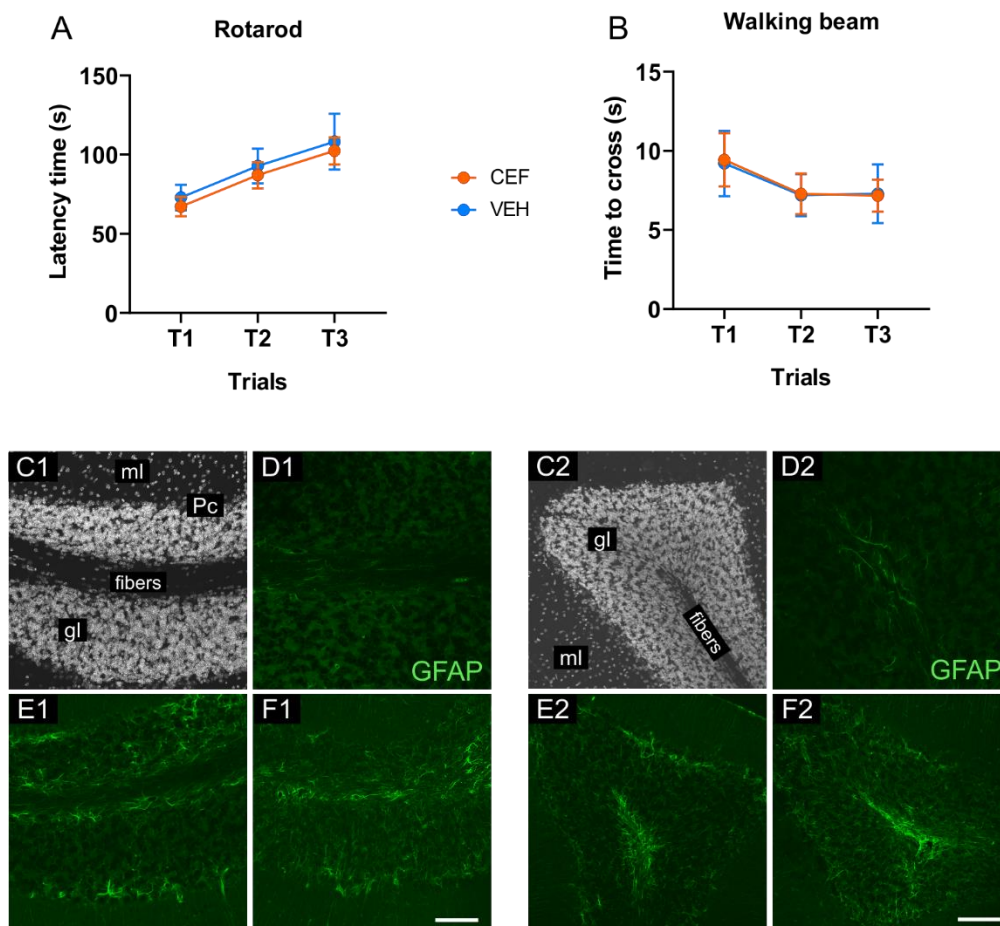 A
Rotarod
Latency time (s)
150
100
50
0
T1 T2 T3
Trials
CEF
VEH
B
Walking beam
Time to cross (s)
15
10
5
0
T1 T2 T3
Trials
C1
ml
Pc
fibers
gl
D1
GFAP
C2
gl
fibers
ml
D2
GFAP
E1
F1
E2
F2